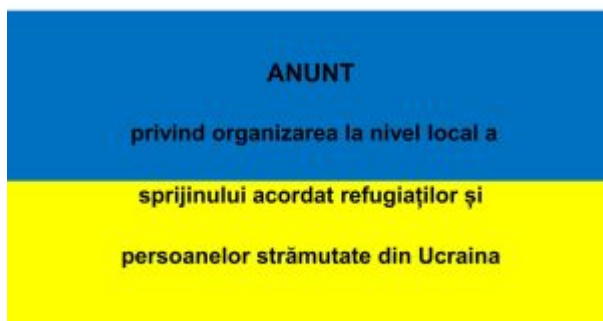 ANUNT
privind organizarea la nivel local a
sprijinului acordat refugiaților și
persoanelor strămutate din Ucraina